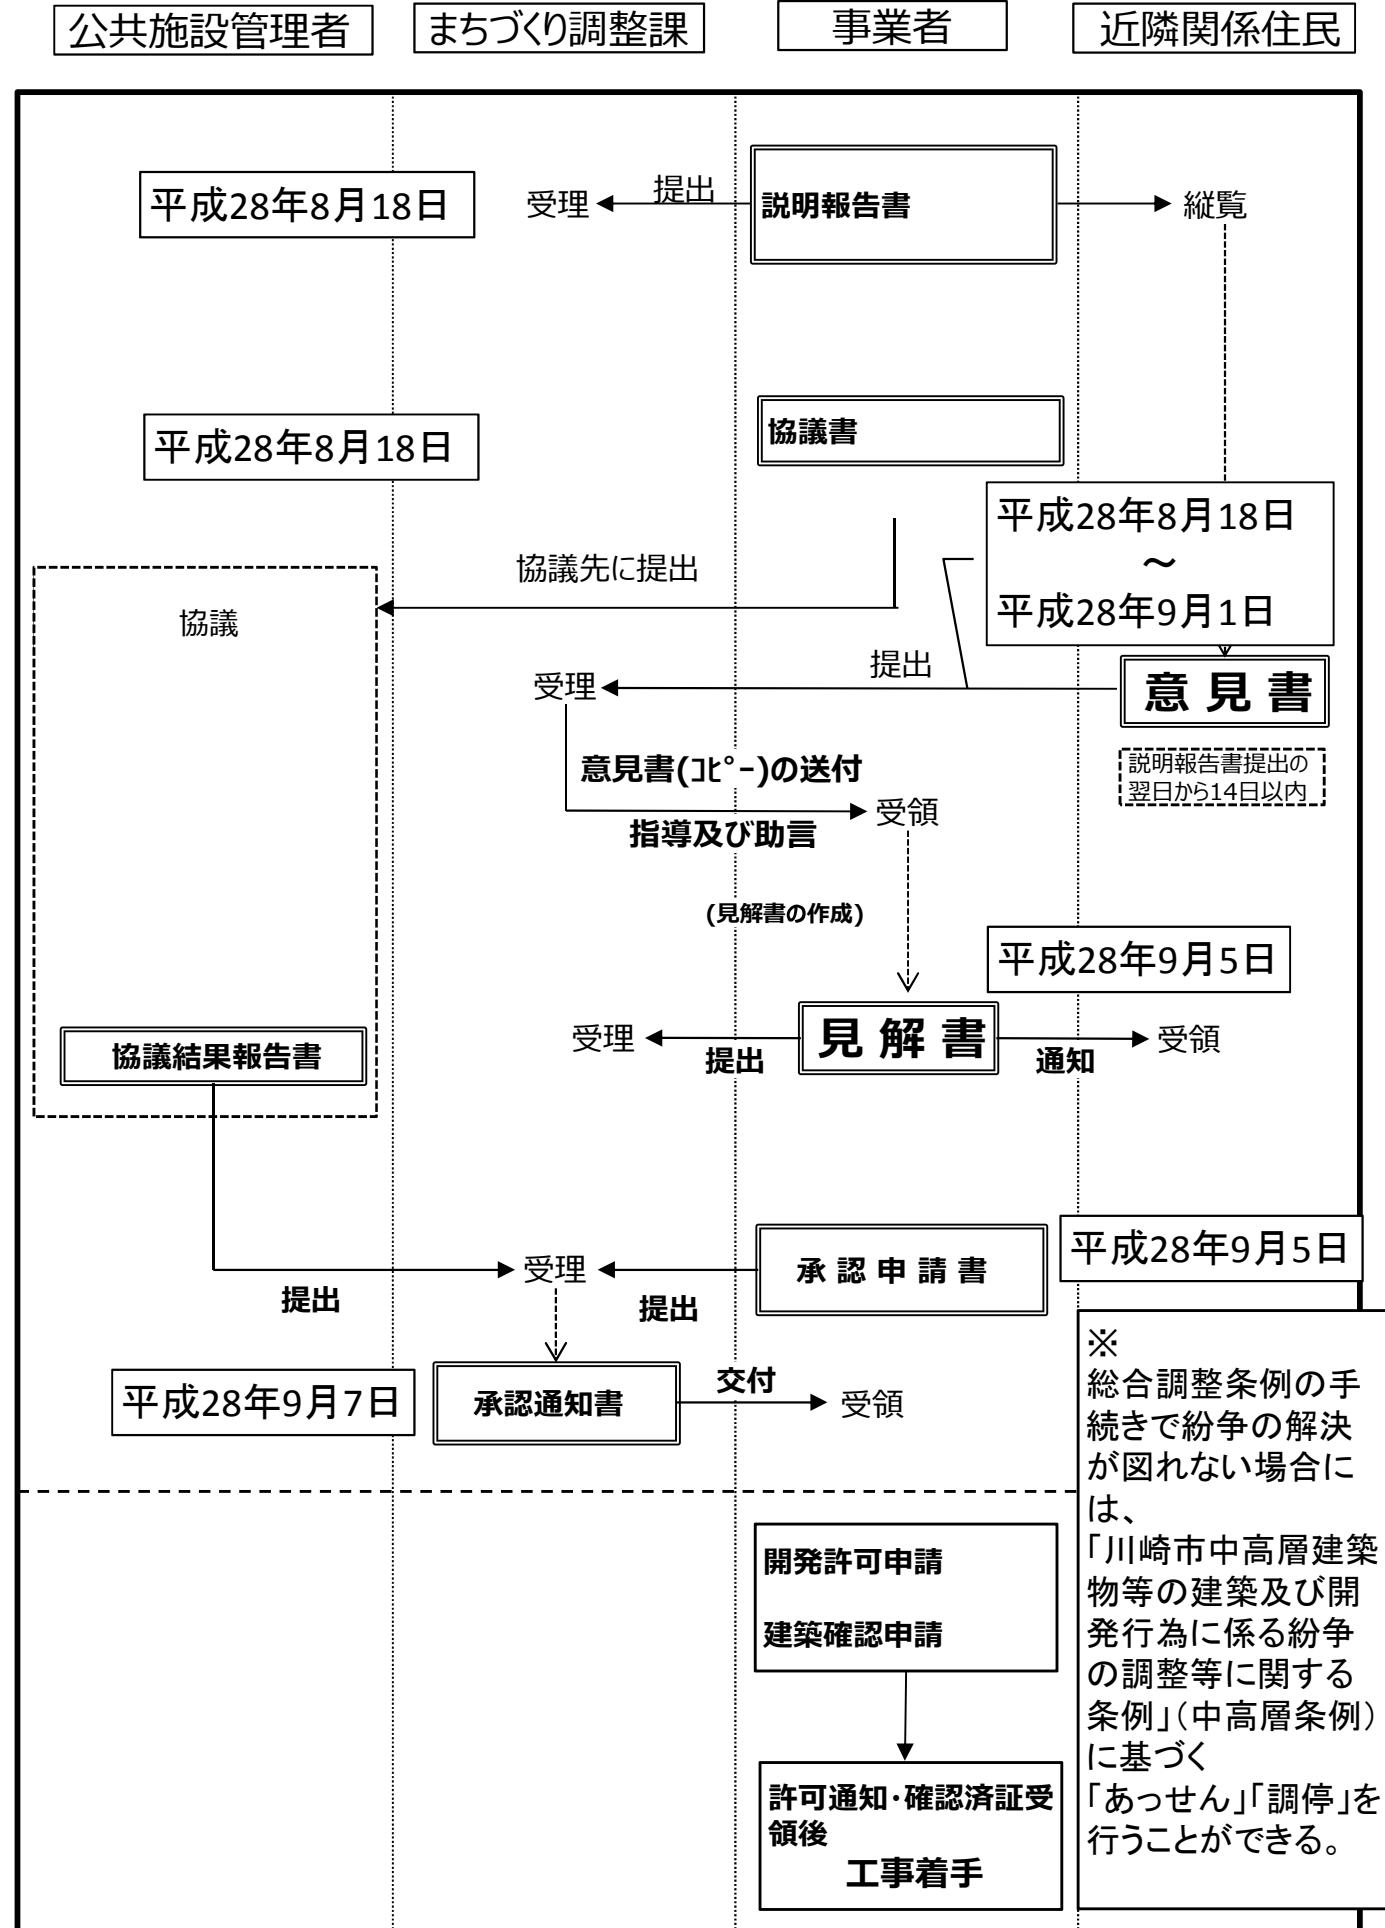 公共施設管理者
まちづくり調整課
事業者
近隣関係住民
平成28年8月18日
受理
提出
説明報告書
縦覧
平成28年8月18日
協議書
平成28年8月18日
～
平成28年9月1日
協議先に提出
協議
提出
受理
意見書
意見書(ｺﾋﾟｰ)の送付
説明報告書提出の
翌日から14日以内
受領
指導及び助言
(見解書の作成)
平成28年9月5日
受理
提出
見解書
通知
受領
協議結果報告書
平成28年9月5日
受理
承認申請書
提出
提出
平成28年9月7日
承認通知書
交付
受領
※
総合調整条例の手
続きで紛争の解決
が図れない場合に
は、
「川崎市中高層建築
物等の建築及び開
発行為に係る紛争
の調整等に関する
条例」（中高層条例）
に基づく
「あっせん」「調停」を
行うことができる。
開発許可申請
建築確認申請
許可通知・確認済証受
領後
工事着手